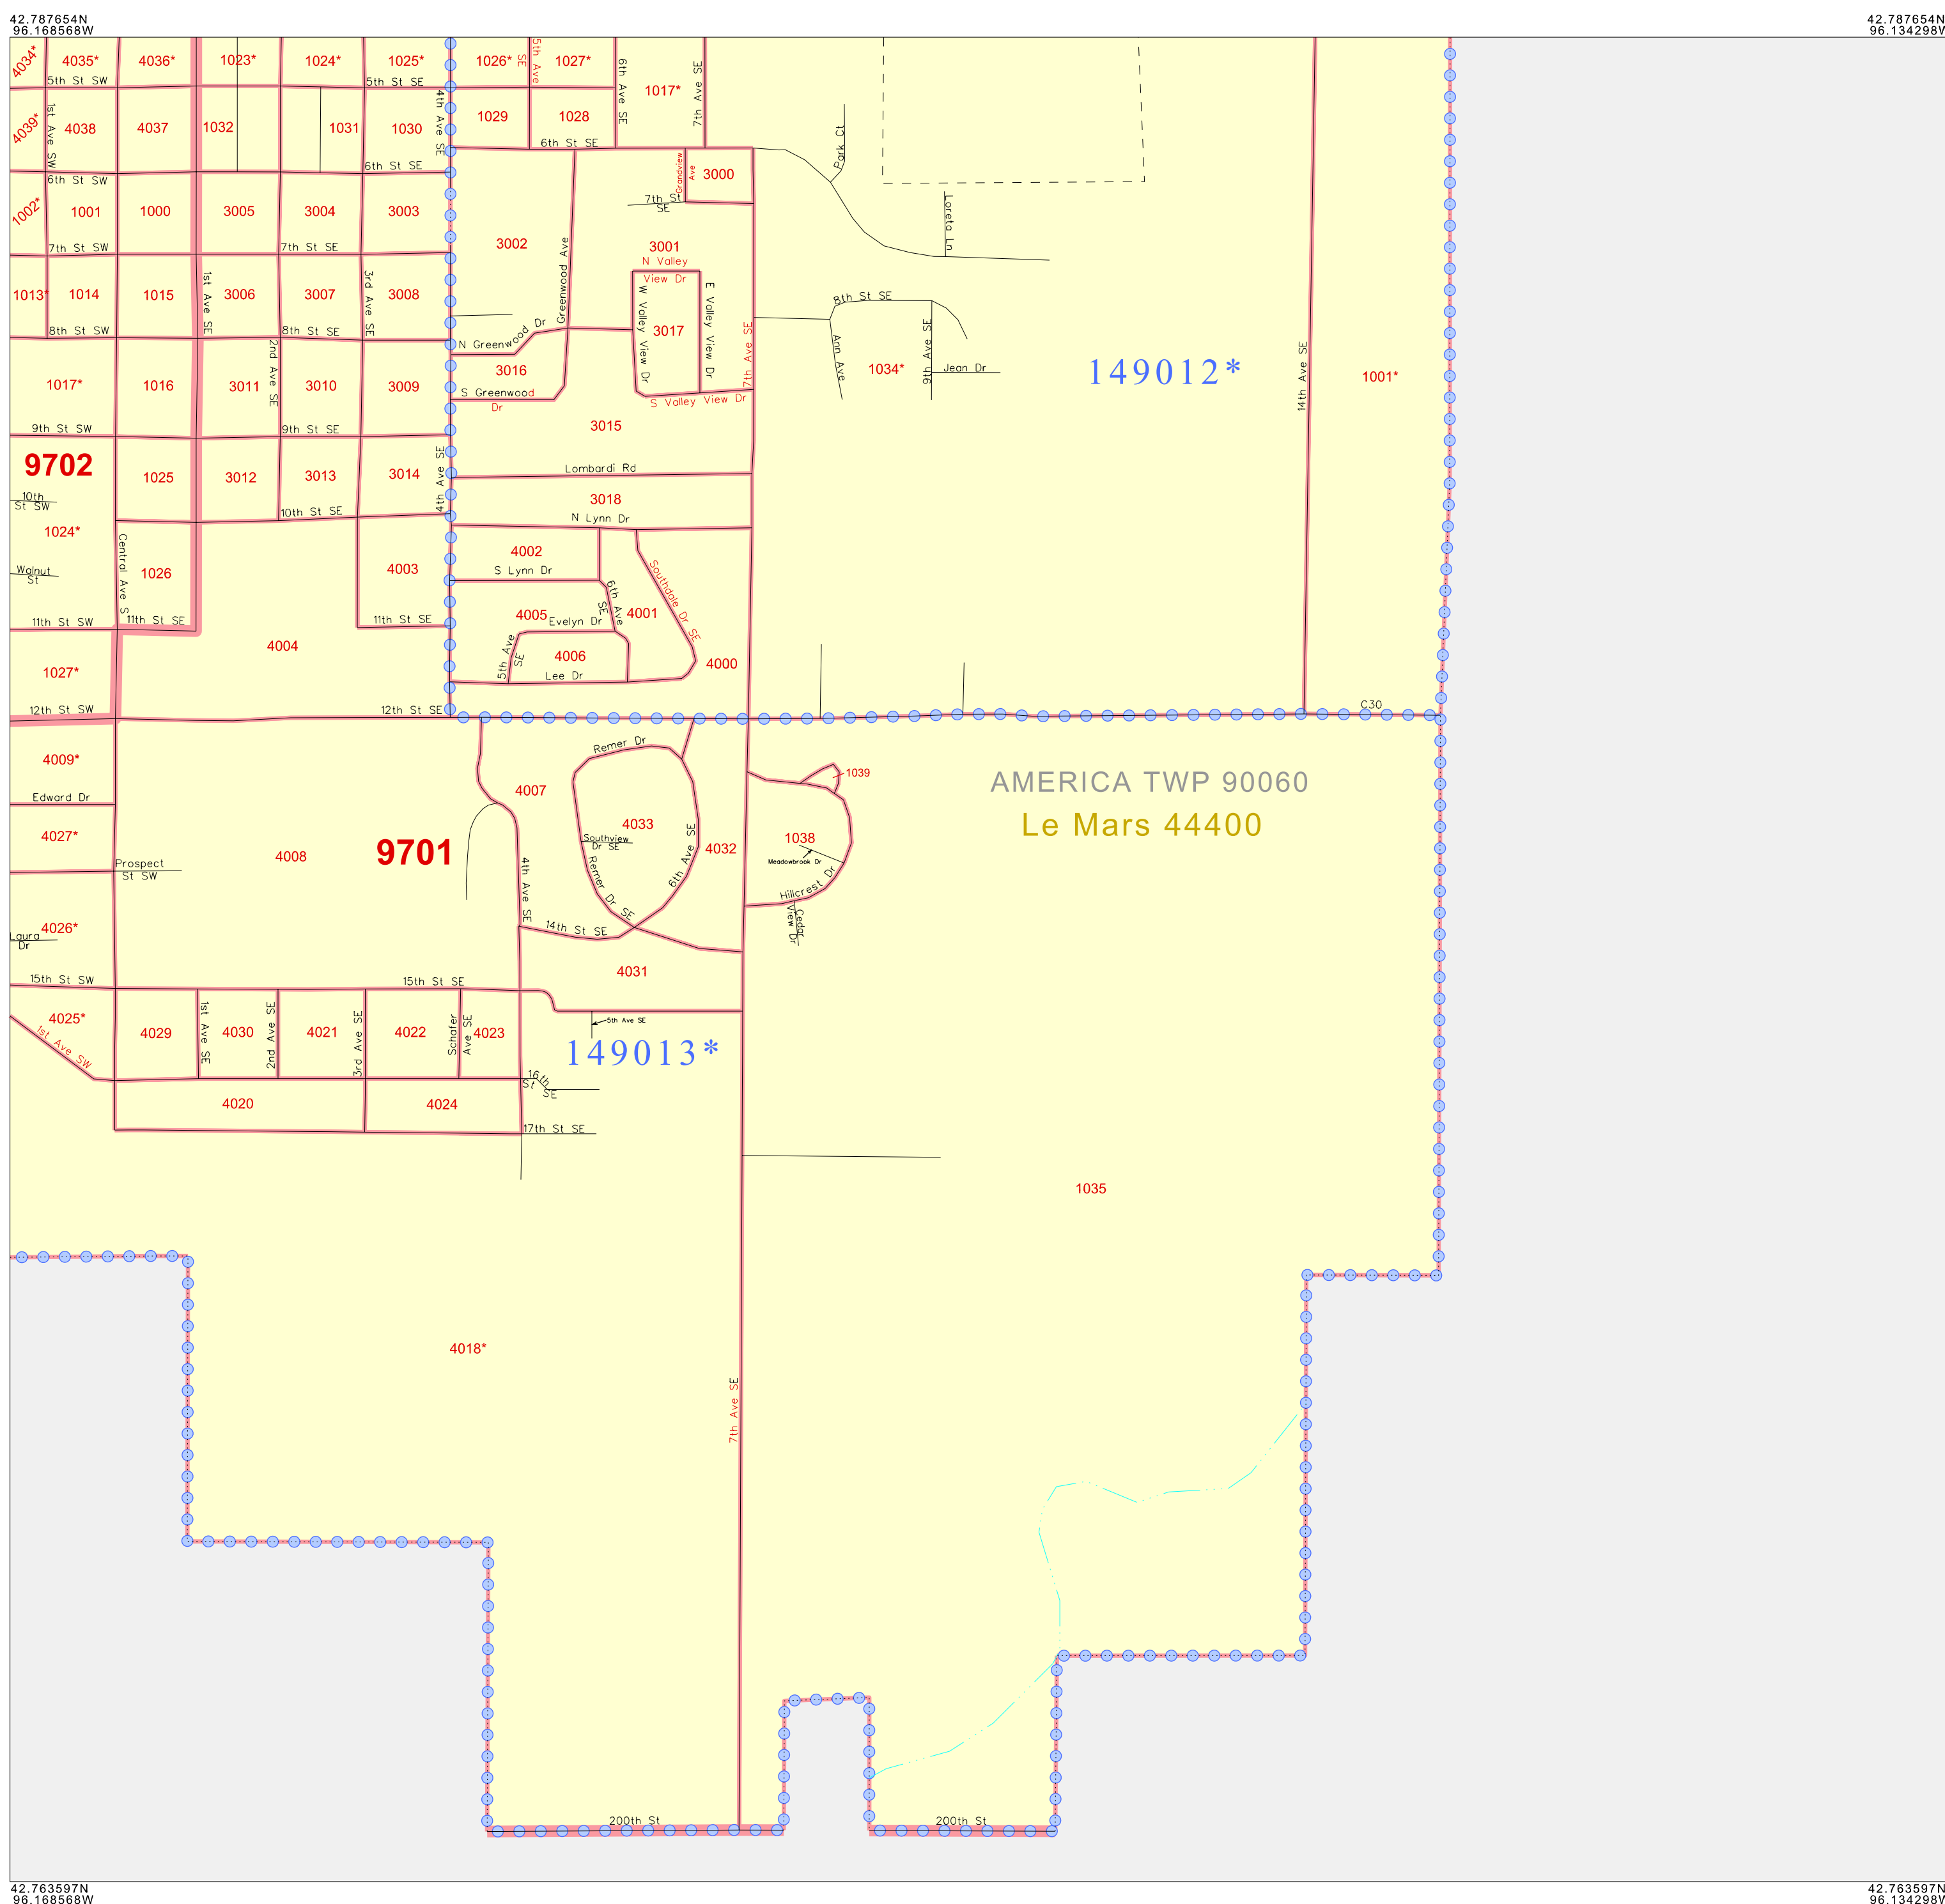 42.787654N
96.168568W
42.787654N
96.134298W
4034*
4035*
4036*
1023*
1024*
1025*
1026*
5th Ave
SE
1027*
6th Ave SE
1017*
7th Ave SE
5th St SW
5th St SE
4039*
1st Ave SW
4038
4037
1032
1031
1030
4th Ave SE
1029
1028
Park Ct
6th St SE
6th St SW
6th St SE
Grandview
Ave
3000
7th St
SE
1002*
1001
1000
3005
3004
3003
3002
Greenwood Ave
3001
Loreta Ln
7th St SW
7th St SE
N Valley
View Dr
1013*
1014
1015
1st Ave SE
3006
3007
3rd Ave SE
3008
W Valley View Dr
E Valley View Dr
3017
7th Ave SE
8th St SE
8th St SW
8th St SE
N Greenwood Dr
2nd Ave SE
Ann Ave
9th Ave SE
14th Ave SE
1017*
1016
3011
3010
3009
3016
1034*
Jean Dr
149012*
1001*
S Greenwood
Dr
S Valley View Dr
9th St SW
9th St SE
3015
9702
4th Ave SE
1025
3012
3013
3014
Lombardi Rd
10th
St SW
3018
10th St SE
N Lynn Dr
1024*
Central Ave S
4002
S Lynn Dr
Southdale Dr SE
Walnut
St
1026
4003
6th Ave
SE
4005
4001
Evelyn Dr
11th St SW
11th St SE
11th St SE
4004
5th Ave
SE
4006
4000
Lee Dr
1027*
12th St SW
12th St SE
C30
4009*
Remer Dr
1039
AMERICA TWP 90060
Le Mars 44400
Edward Dr
4007
4027*
4033
Southview
Dr SE
6th Ave SE
4032
1038
Meadowbrook Dr
Prospect
St SW
4008
9701
4th Ave SE
Remer Dr SE
Hillcrest Dr
Cedar
View Dr
4026*
Laura
Dr
14th St SE
15th St SW
15th St SE
4031
4025*
1st Ave SW
4029
1st Ave SE
4030
2nd Ave SE
4021
3rd Ave SE
4022
Schafer
Ave SE
4023
5th Ave SE
149013*
16th
St
SE
4020
4024
17th St SE
1035
4018*
7th Ave SE
200th St
200th St
42.763597N
96.168568W
42.763597N
96.134298W